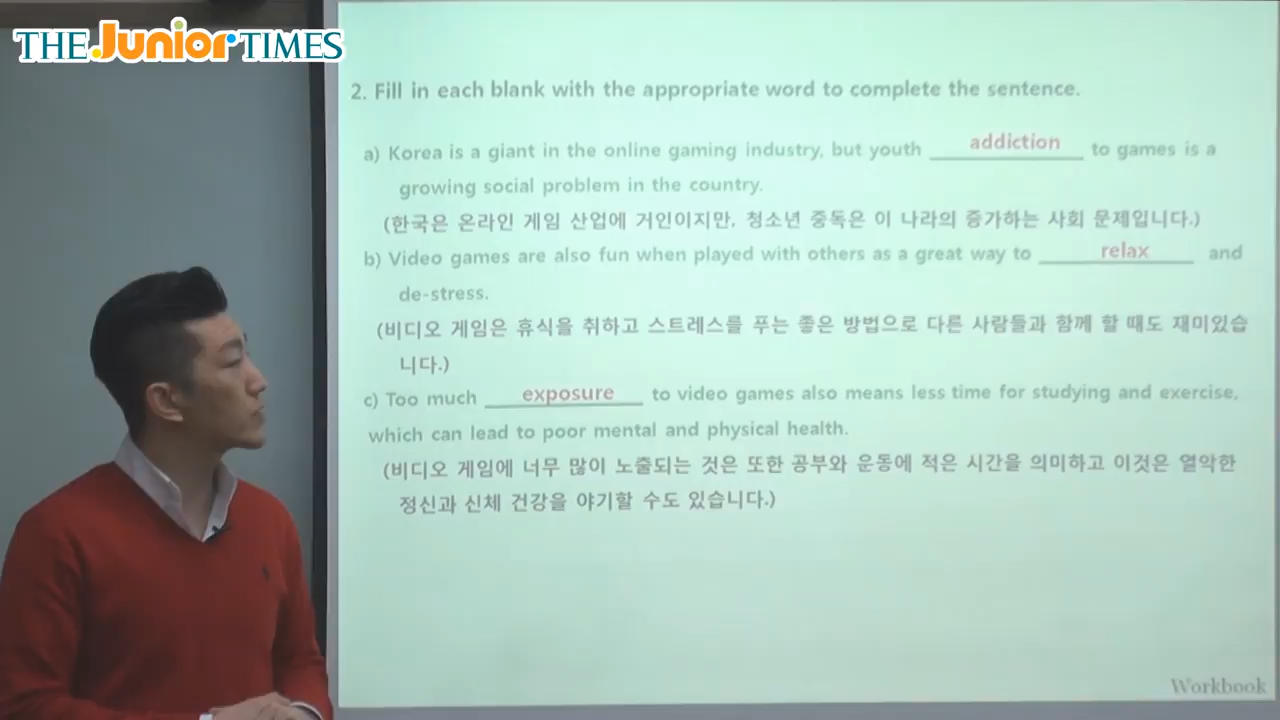 THE Junior TIMES
2. Fill in each blank with the appropriate word to complete the sentence.
a) Korea is a giant in the online gaming industry, but youth addiction to games is a
growing social problem in the country.
(한국은 온라인 게임 산업에 거인이지만, 청소년 중독은 이 나라의 증가하는 사회 문제입니다.)
b) Video games are also fun when played with others as a great way to relax and
de-stress.
(비디오 게임은 휴식을 취하고 스트레스를 푸는 좋은 방법으로 다른 사람들과 함께 할 때도 재미있습
니다.)
c) Too much exposure to video games also means less time for studying and exercise,
which can lead to poor mental and physical health.
(비디오 게임에 너무 많이 노출되는 것은 또한 공부와 운동에 적은 시간을 의미하고 이것은 열악한
정신과 신체 건강을 야기할 수도 있습니다.)
Workbook